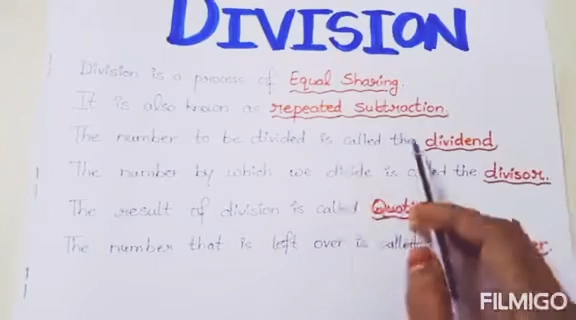 DIVISION
Division is a process of Equal Sharing.
It is also known as repeated subtraction.
The number to be divided is called the dividend
The number by which we divide is called the divisor.
The result of division is called
The number that is left over is called
FILMIGO